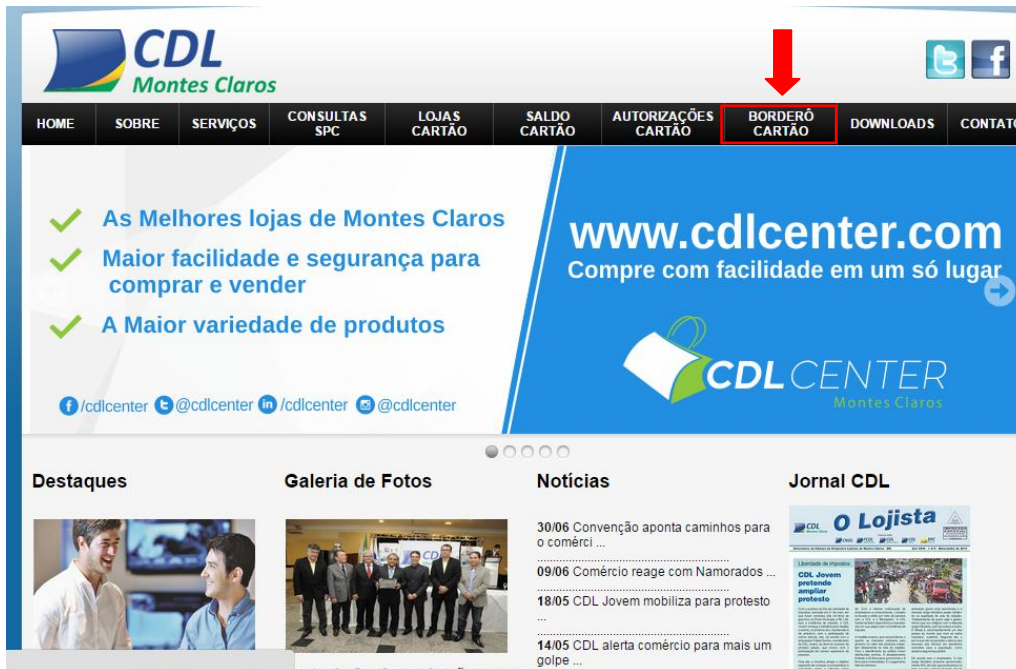 CDL
Montes Claros
HOME
SOBRE
SERVIÇOS
CONSULTAS
SPC
LOJAS
CARTÃO
SALDO
CARTÃO
AUTORIZAÇÕES
CARTÃO
BORDERÔ
CARTÃO
DOWNLOADS
CONTATO
As Melhores lojas de Montes Claros
Maior facilidade e segurança para
comprar e vender
A Maior variedade de produtos
/cdlcenter @cdlcenter /cdlcenter @cdlcenter
www.cdlcenter.com
Compre com facilidade em um só lugar
CDL CENTER
Montes Claros
Destaques
Galeria de Fotos
Notícias
30/06 Convenção aponta caminhos para
o comérci ...
09/06 Comércio reage com Namorados ...
18/05 CDL Jovem mobiliza para protesto
...
14/05 CDL alerta comércio para mais um
golpe ...
Jornal CDL
CDL
O Lojista
Liberdade de impostos
CDL Jovem
pretende
ampliar
protesto